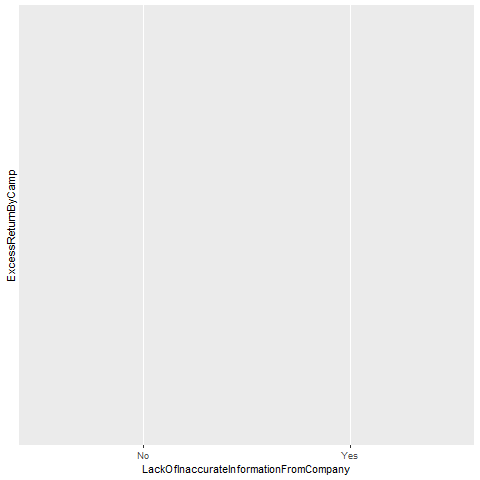 ExcessReturnByCamp
No Yes
LackOfInaccurateInformationFromCompany